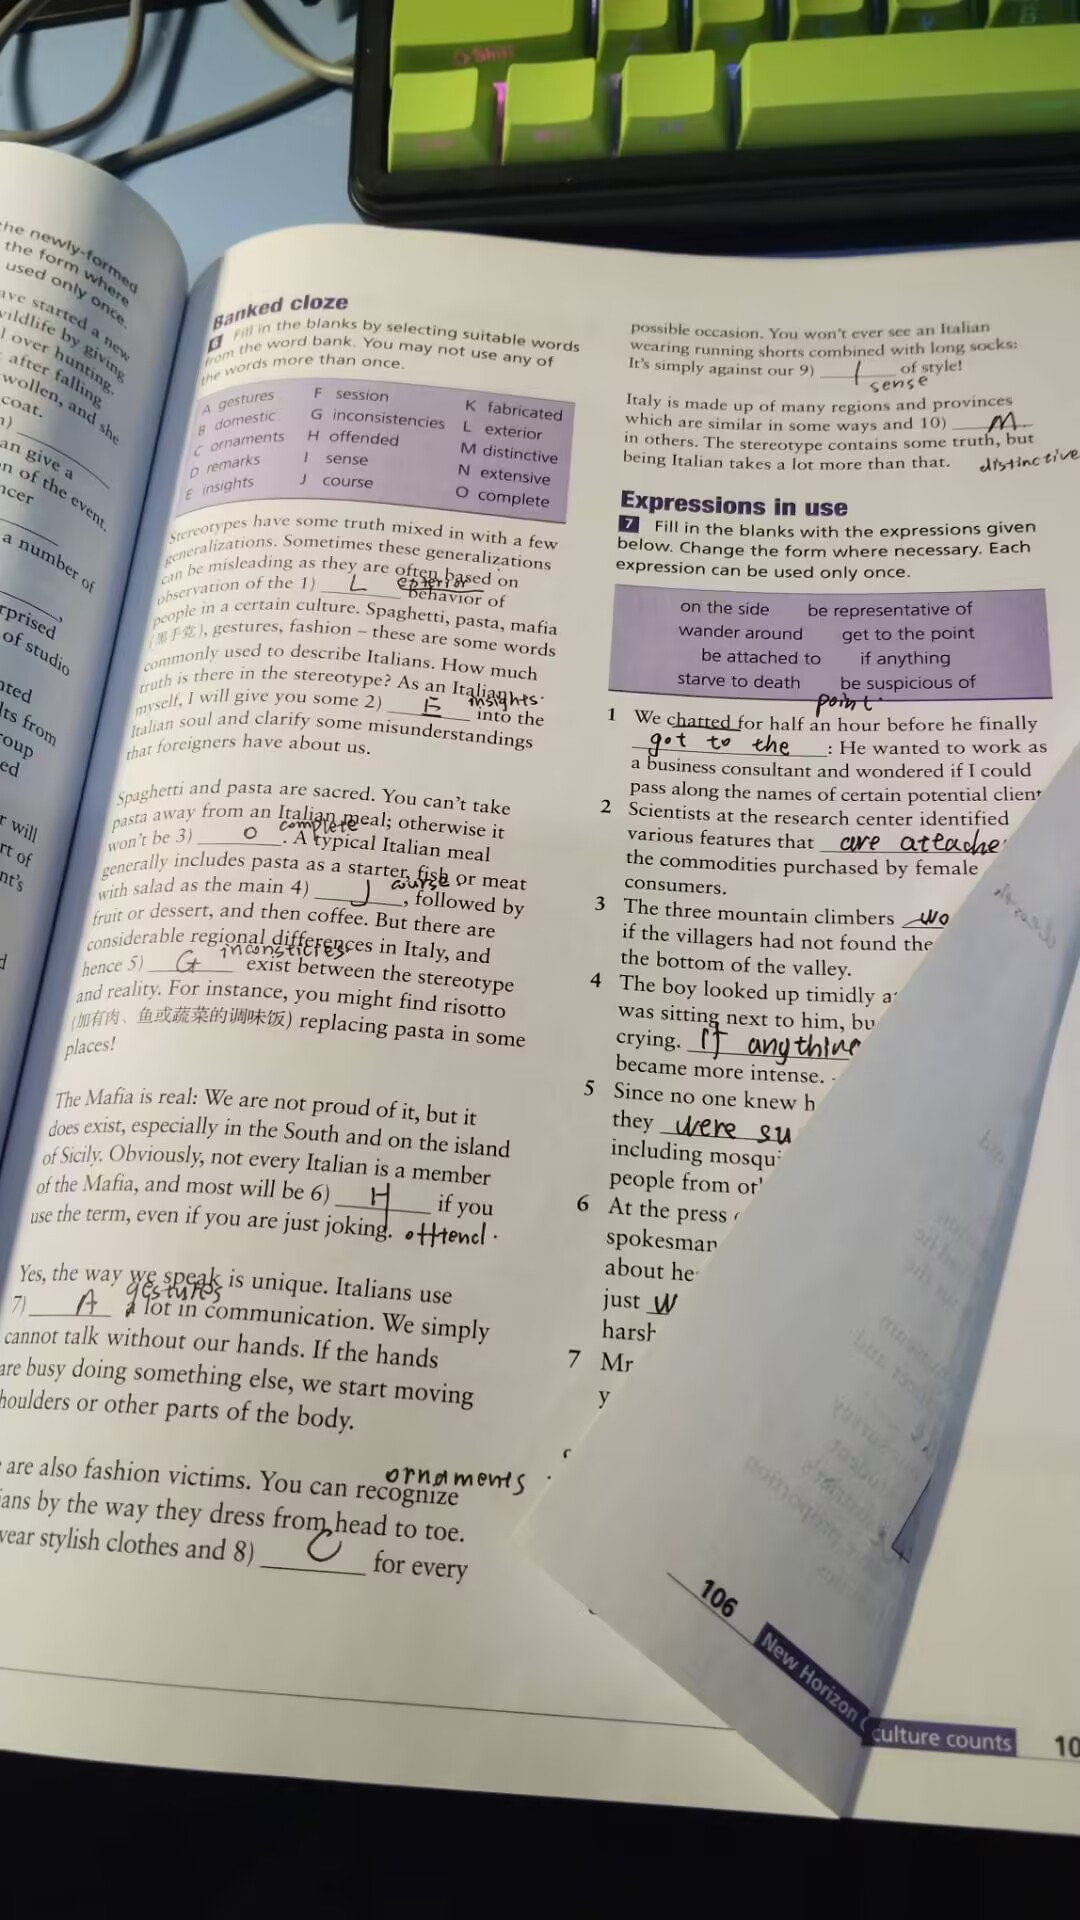 the newly-formed
the form where
used only once.
ave started a new
wildlife by giving
l over hunting.
after falling
wollen, and she
coat.
an give a
n of the event.
ncer
a number of
rprised
of studio
nted
lts from
roup
ed
r will
rt of
nt's
Banked cloze
6 Fill in the blanks by selecting suitable words
from the word bank. You may not use any of
the words more than once.
A gestures F session K fabricated
B domestic G inconsistencies L exterior
C ornaments H offended M distinctive
D remarks I sense N extensive
E insights J course O complete
Stereotypes have some truth mixed in with a few
generalizations. Sometimes these generalizations
can be misleading as they are often based on
exterior
observation of the 1) L behavior of
people in a certain culture. Spaghetti, pasta, mafia
(黑手党), gestures, fashion – these are some words
commonly used to describe Italians. How much
truth is there in the stereotype? As an Italian
insights.
myself, I will give you some 2) E into the
Italian soul and clarify some misunderstandings
that foreigners have about us.
Spaghetti and pasta are sacred. You can't take
pasta away from an Italian meal; otherwise it
complete
won't be 3) O . A typical Italian meal
generally includes pasta as a starter, fish or meat
course
with salad as the main 4) J , followed by
fruit or dessert, and then coffee. But there are
considerable regional differences in Italy, and
hence 5) G exist between the stereotype
and reality. For instance, you might find risotto
(加有肉、鱼或蔬菜的调味饭) replacing pasta in some
places!
The Mafia is real: We are not proud of it, but it
does exist, especially in the South and on the island
of Sicily. Obviously, not every Italian is a member
of the Mafia, and most will be 6) H if you
use the term, even if you are just joking. offend.
Yes, the way we speak is unique. Italians use
gestures
7) A a lot in communication. We simply
cannot talk without our hands. If the hands
are busy doing something else, we start moving
houlders or other parts of the body.
ornaments
are also fashion victims. You can recognize
ians by the way they dress from head to toe.
wear stylish clothes and 8) C for every
possible occasion. You won't ever see an Italian
wearing running shorts combined with long socks:
It's simply against our 9) I of style!
sense
Italy is made up of many regions and provinces
which are similar in some ways and 10) M
in others. The stereotype contains some truth, but
being Italian takes a lot more than that. distinctive
Expressions in use
7 Fill in the blanks with the expressions given
below. Change the form where necessary. Each
expression can be used only once.
on the side be representative of
wander around get to the point
be attached to if anything
starve to death be suspicious of
point.
1 We chatted for half an hour before he finally
got to the : He wanted to work as
a business consultant and wondered if I could
pass along the names of certain potential client
2 Scientists at the research center identified
various features that are attache
the commodities purchased by female
consumers.
3 The three mountain climbers wo
if the villagers had not found the
the bottom of the valley.
4 The boy looked up timidly a
was sitting next to him, bu
crying. If anything
became more intense.
5 Since no one knew h
they were su
including mosqui
people from ot
6 At the press
spokesman
about he
just w
harsh
7 Mr
y
106
New Horizon
culture counts
10